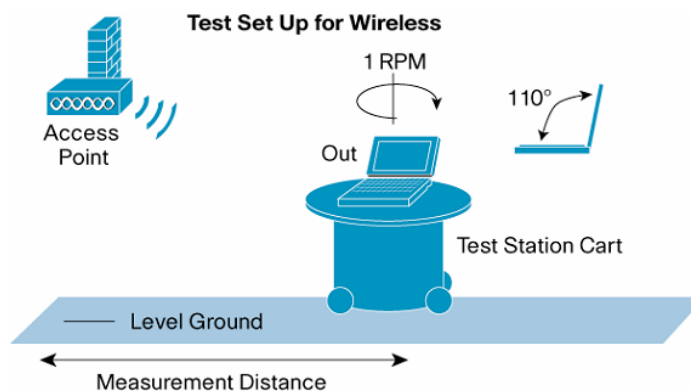 Test Set Up for Wireless
1 RPM
110°
Access
Point
Out
Test Station Cart
Level Ground
Measurement Distance